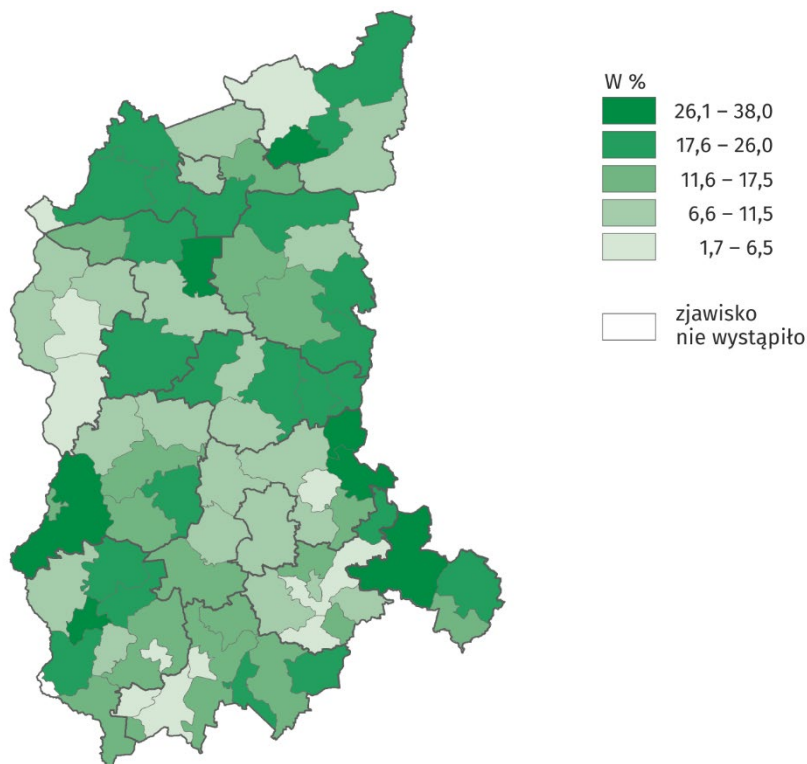 W %
26,1 – 38,0
17,6 – 26,0
11,6 – 17,5
6,6 – 11,5
1,7 – 6,5
zjawisko
nie wystąpiło